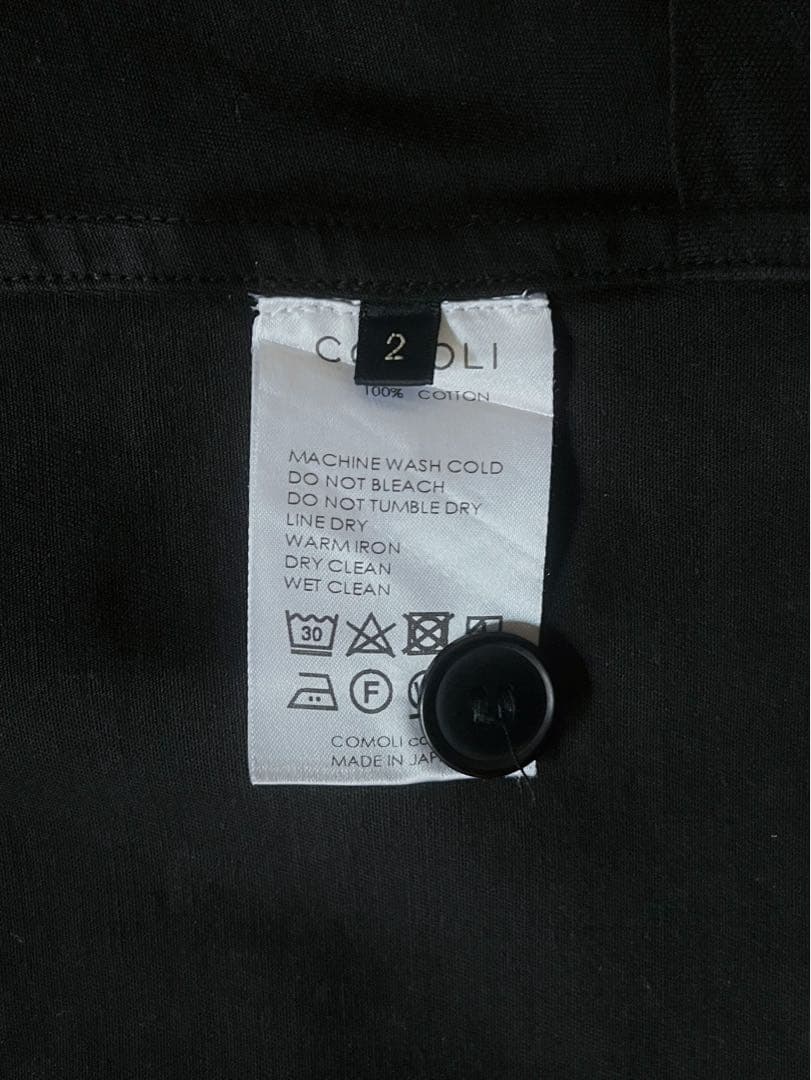 2
COMOLI
100% COTTON
MACHINE WASH COLD
DO NOT BLEACH
DO NOT TUMBLE DRY
LINE DRY
WARM IRON
DRY CLEAN
WET CLEAN
30
F
COMOLI
MADE IN